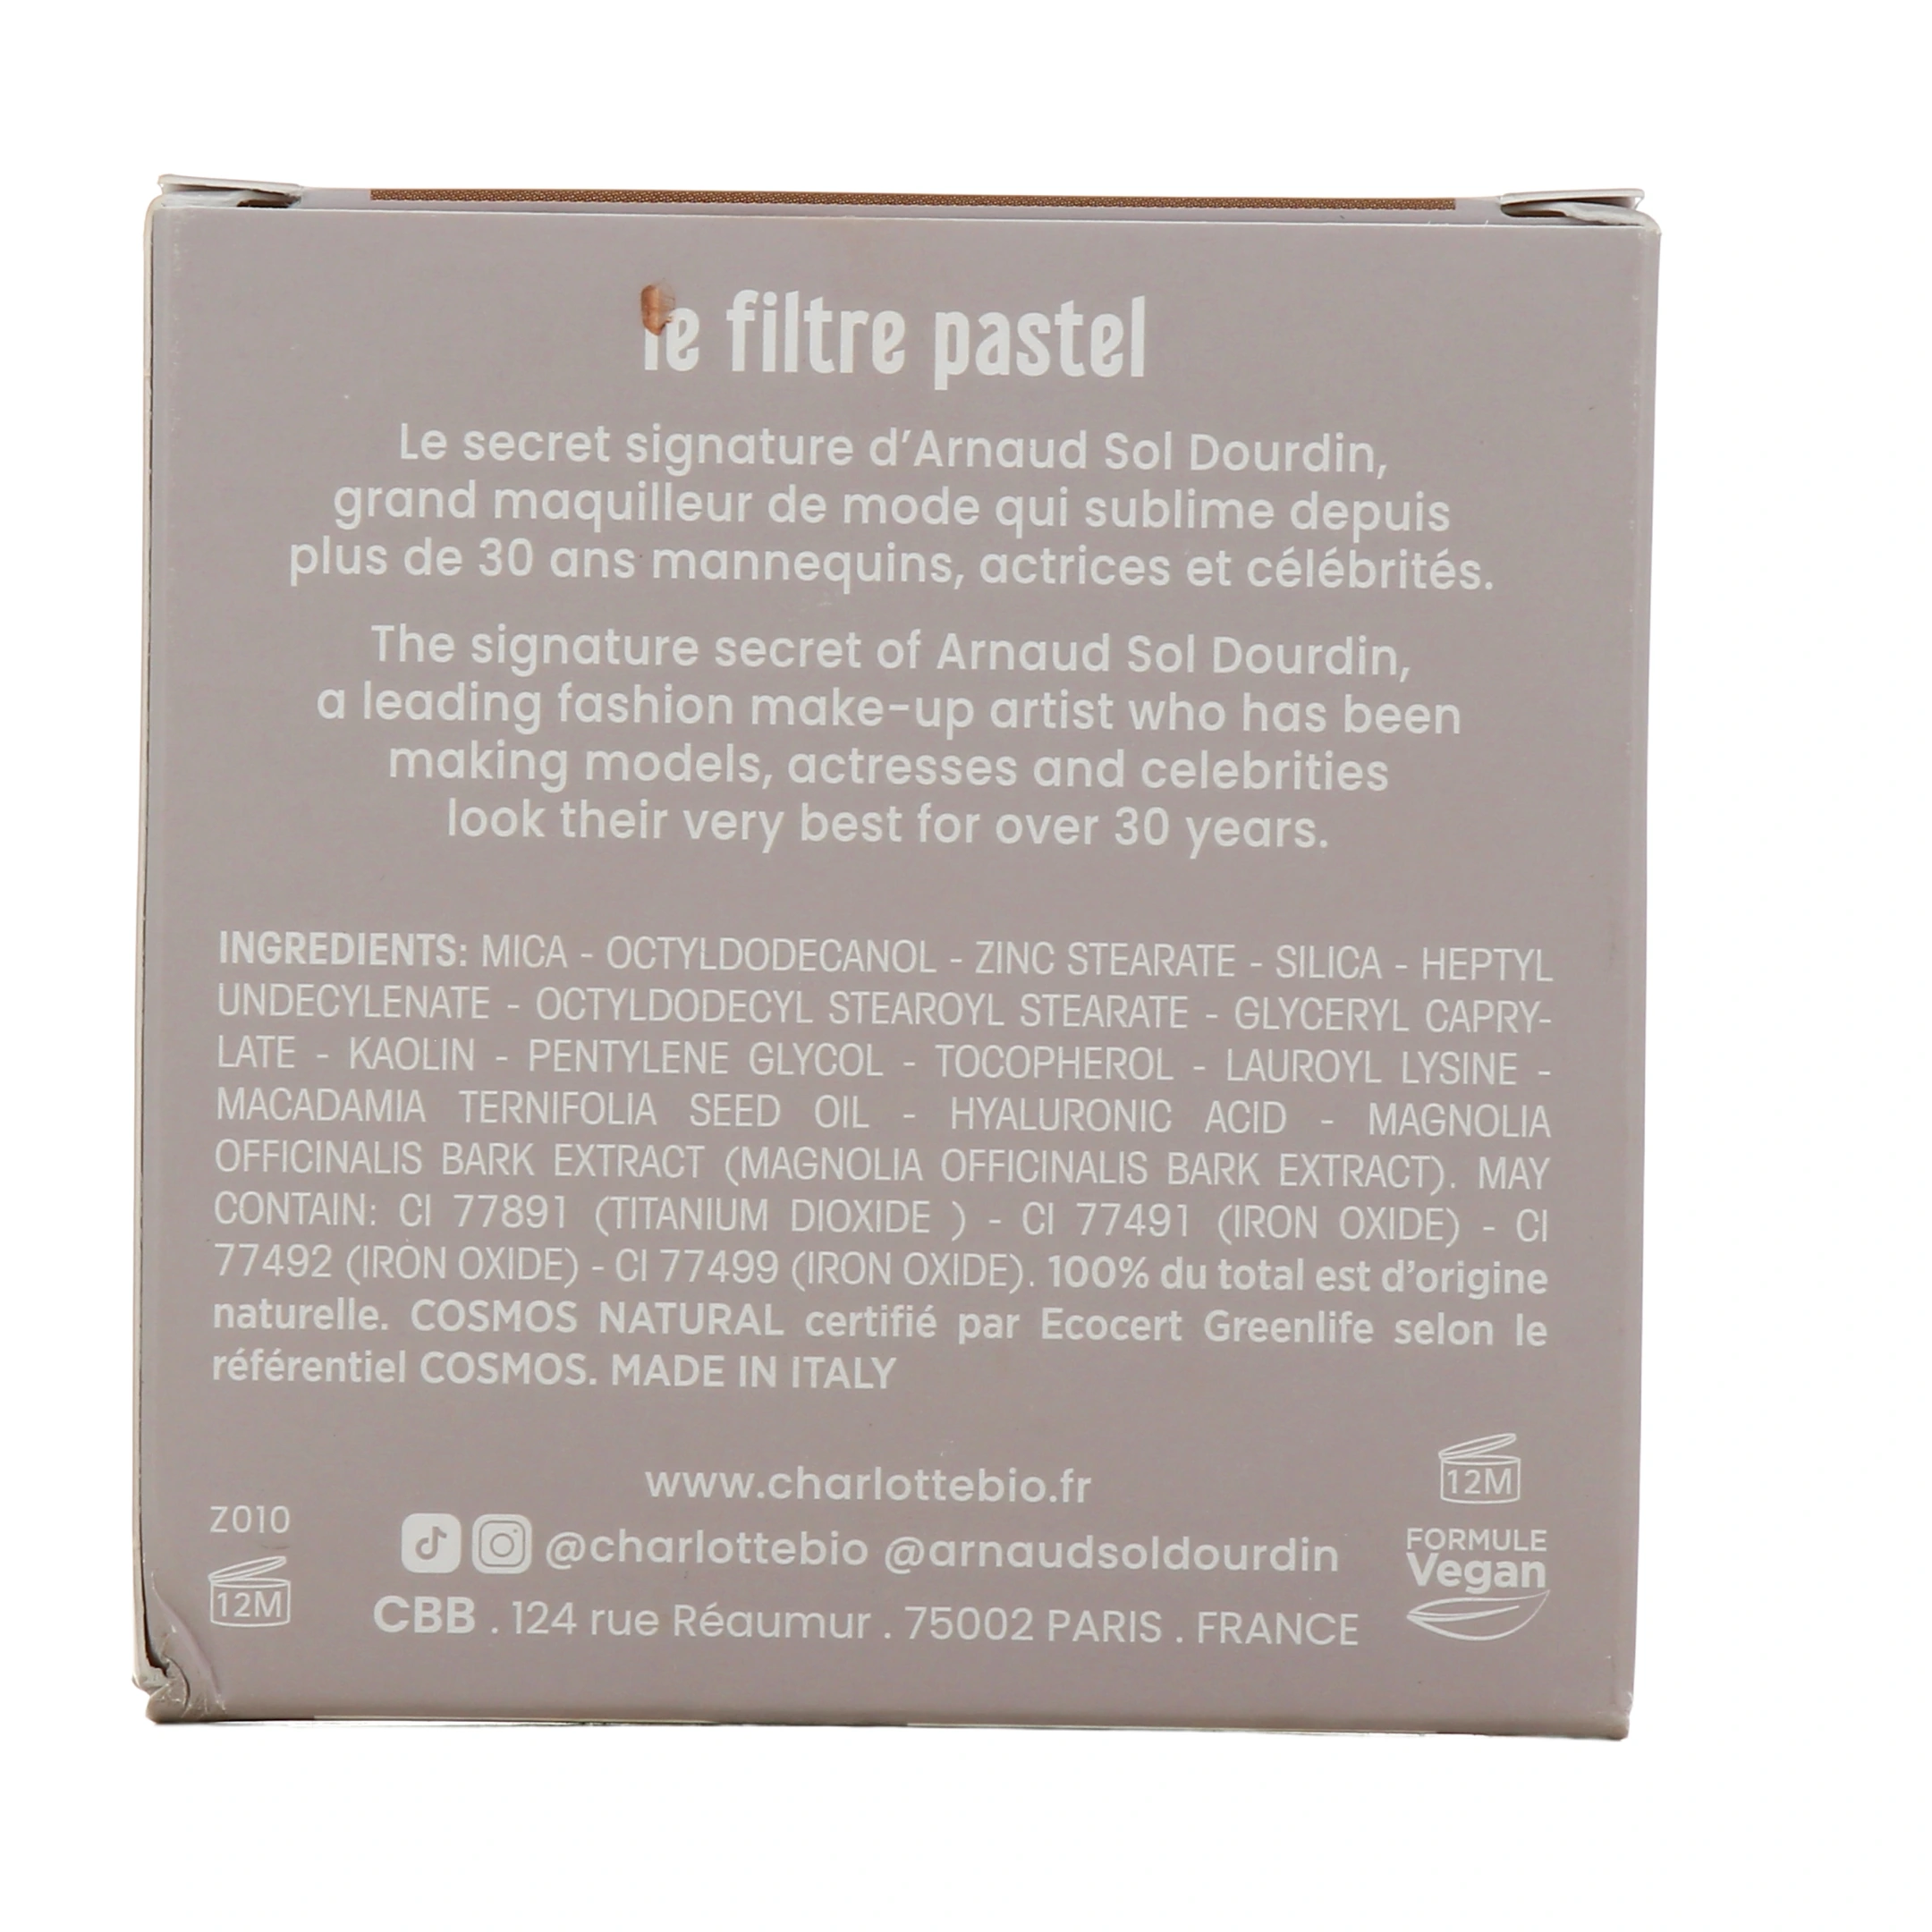 le filtre pastel
Le secret signature d'Arnaud Sol Dourdin,
grand maquilleur de mode qui sublime depuis
plus de 30 ans mannequins, actrices et célébrités.
The signature secret of Arnaud Sol Dourdin,
a leading fashion make-up artist who has been
making models, actresses and celebrities
look their very best for over 30 years.
INGREDIENTS: MICA - OCTYLDODECANOL - ZINC STEARATE - SILICA - HEPTYL
UNDECYLENATE - OCTYLDODECYL STEAROYL STEARATE - GLYCERYL CAPRY-
LATE - KAOLIN - PENTYLENE GLYCOL - TOCOPHEROL - LAUROYL LYSINE -
MACADAMIA TERNIFOLIA SEED OIL - HYALURONIC ACID - MAGNOLIA
OFFICINALIS BARK EXTRACT (MAGNOLIA OFFICINALIS BARK EXTRACT). MAY
CONTAIN: CI 77891 (TITANIUM DIOXIDE ) - CI 77491 (IRON OXIDE) - CI
77492 (IRON OXIDE) - CI 77499 (IRON OXIDE). 100% du total est d'origine
naturelle. COSMOS NATURAL certifié par Ecocert Greenlife selon le
référentiel COSMOS. MADE IN ITALY
www.charlottebio.fr
12M
Z010
@charlottebio @arnaudsoldourdin
FORMULE
Vegan
12M
CBB . 124 rue Réaumur . 75002 PARIS . FRANCE